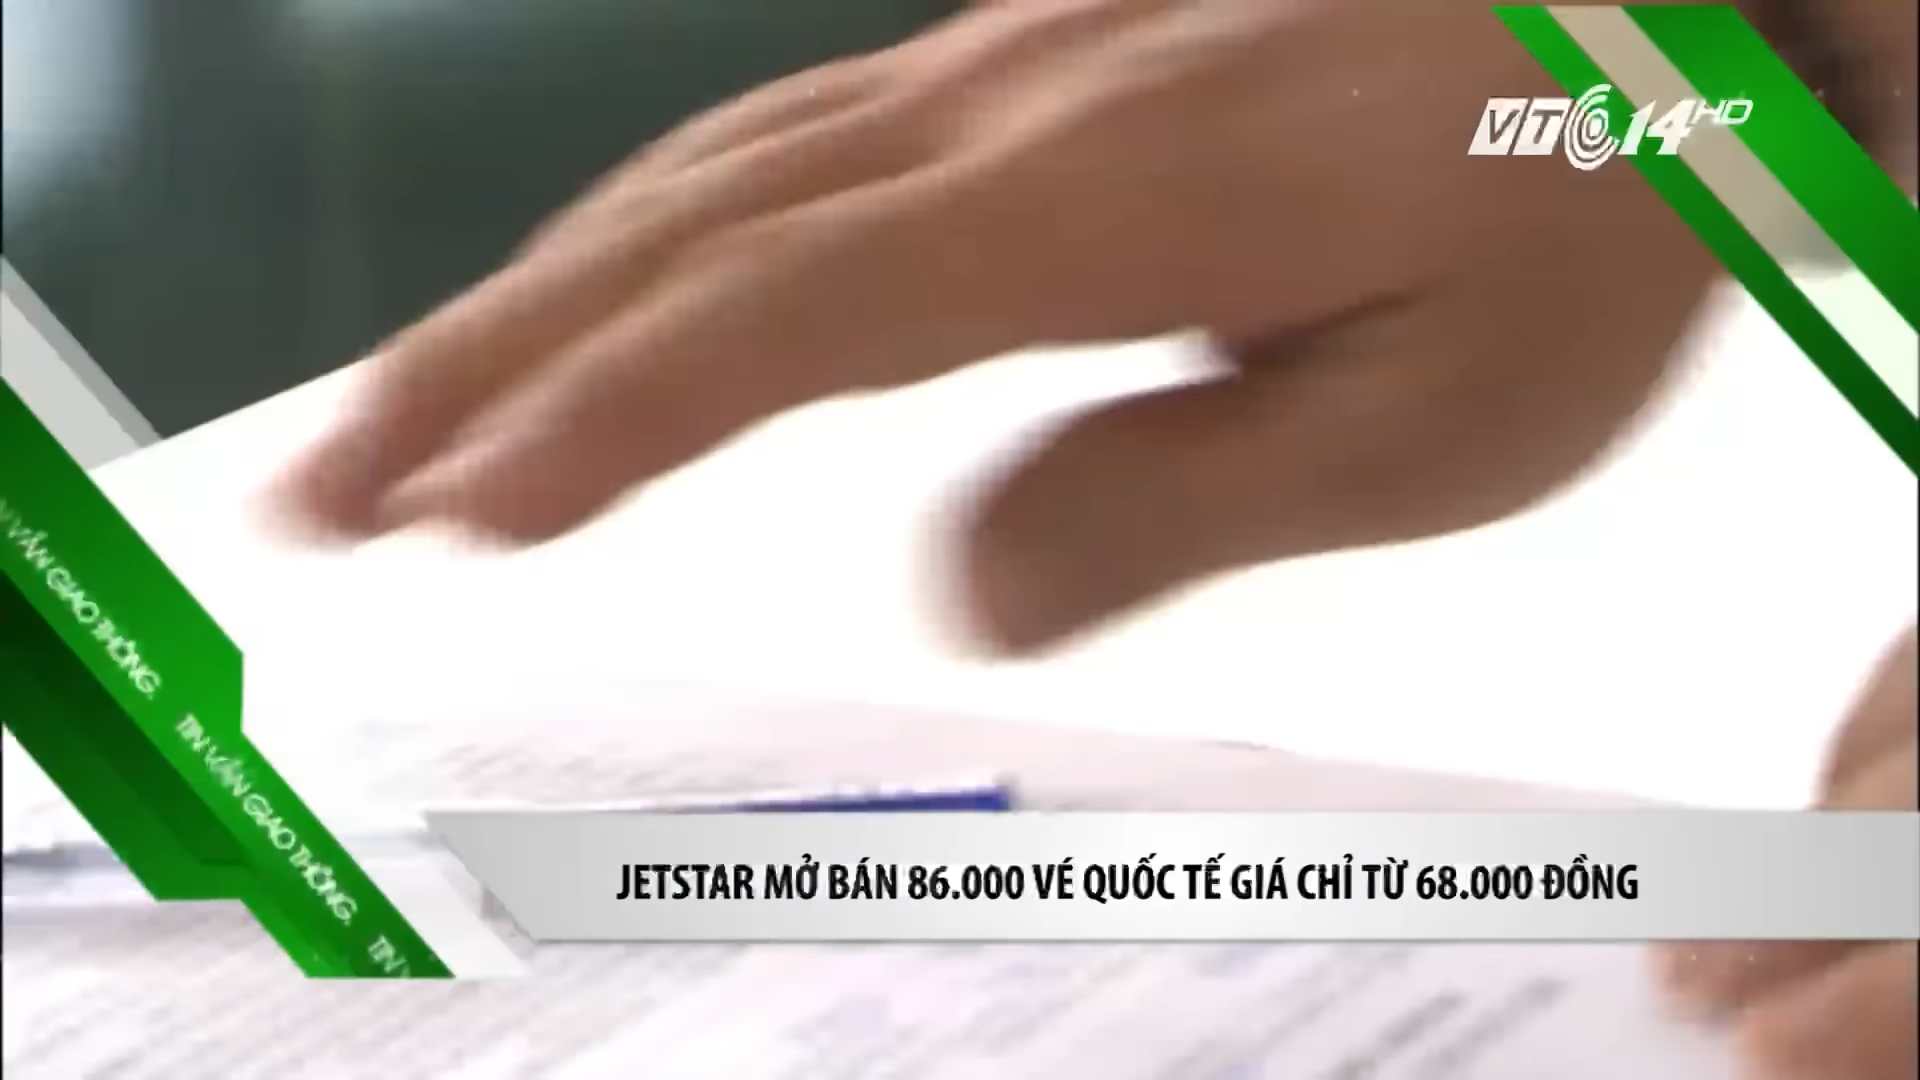 VTC14 HD
VẮN GIAO THÔNG.
TIN VẮN GIAO THÔNG.
TIN
JETSTAR MỞ BÁN 86.000 VÉ QUỐC TẾ GIÁ CHỈ TỪ 68.000 ĐỒNG